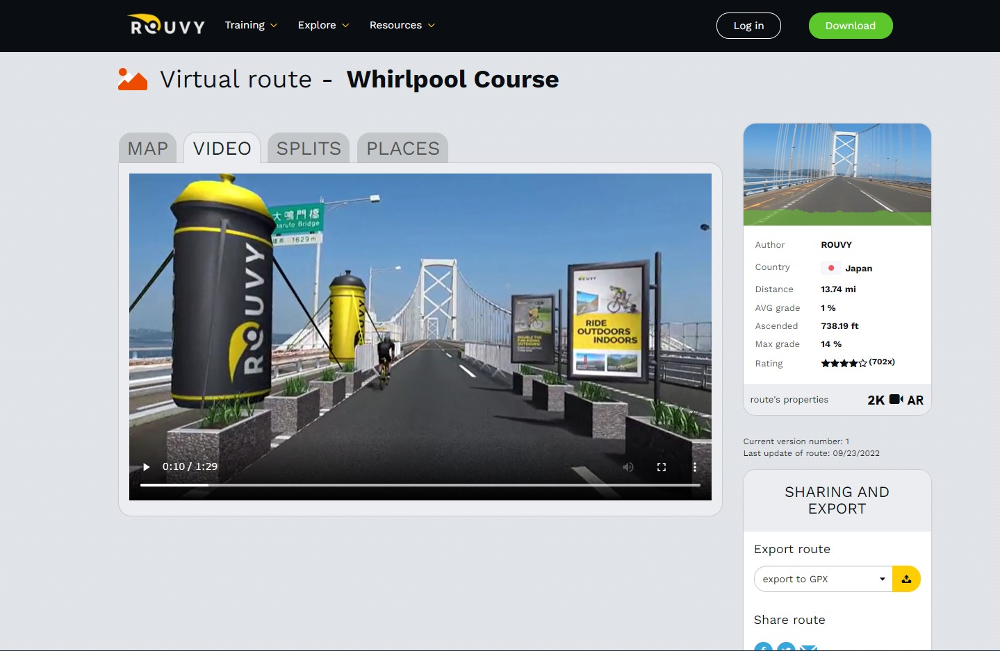 ROUVY
Training
Explore
Resources
Log in
Download
Virtual route - Whirlpool Course
MAP
VIDEO
SPLITS
PLACES
大鳴門橋
naruto Bridge
1629m
ROUVY
ROUVY
ROUVY
RIDE
OUTDOORS
INDOORS
0:10 / 1:29
Author ROUVY
Country Japan
Distance 13.74 mi
AVG grade 1 %
Ascended 738.19 ft
Max grade 14 %
Rating (702x)
route's properties 2K AR
Current version number: 1
Last update of route: 09/23/2022
SHARING AND
EXPORT
Export route
export to GPX
Share route